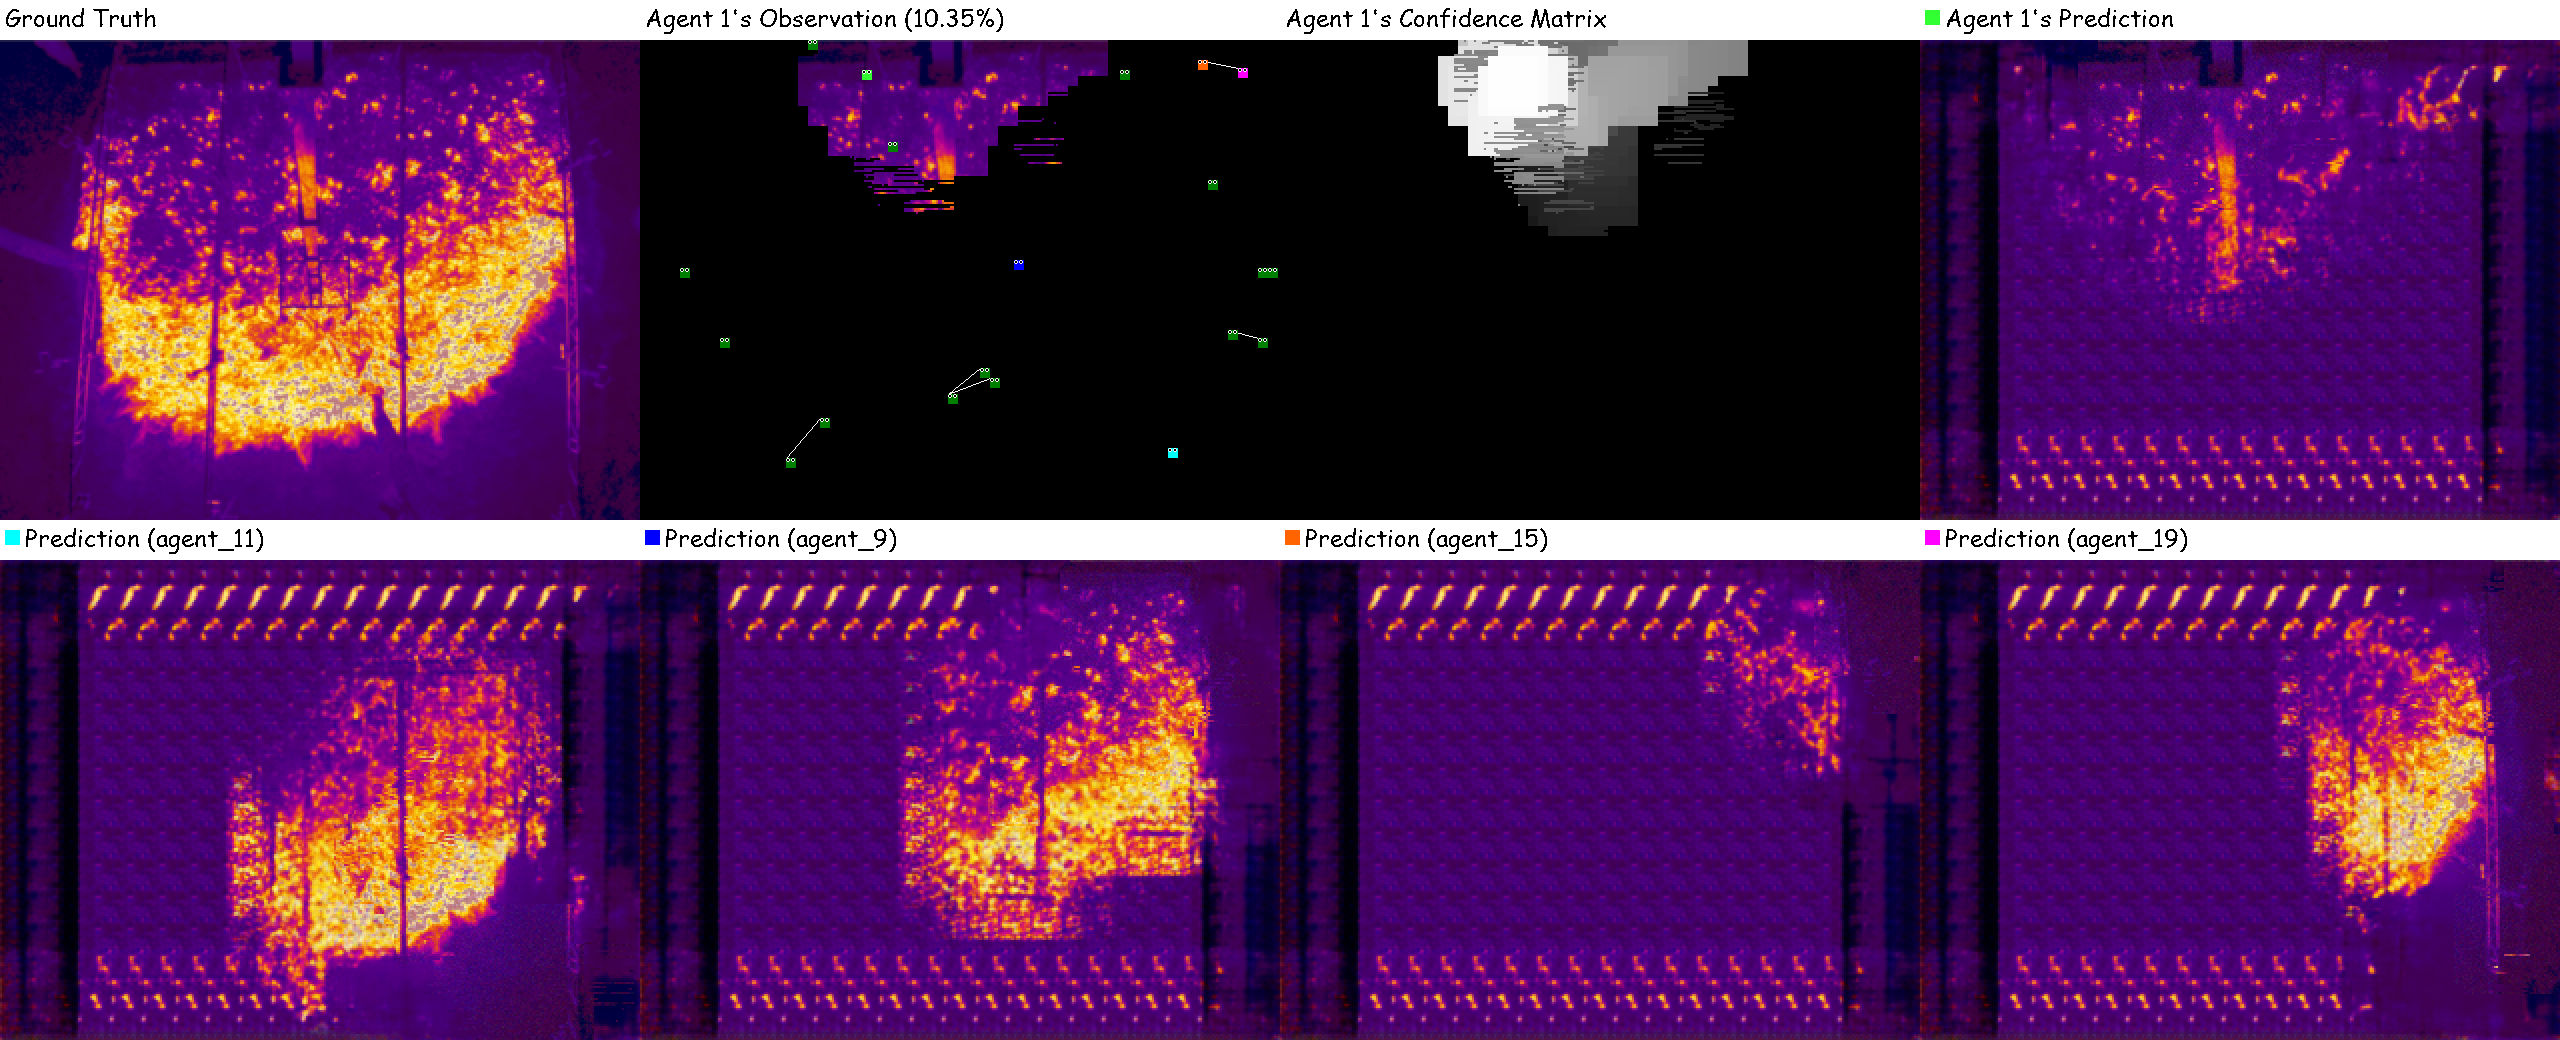 Ground Truth
Agent 1's Observation (10.35%)
Agent 1's Confidence Matrix
Agent 1's Prediction
Prediction (agent_11)
Prediction (agent_9)
Prediction (agent_15)
Prediction (agent_19)